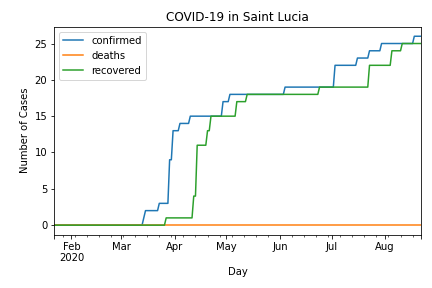 COVID-19 in Saint Lucia
confirmed
deaths
recovered
Number of Cases
25
20
15
10
5
0
Feb Mar Apr May Jun Jul Aug
2020
Day